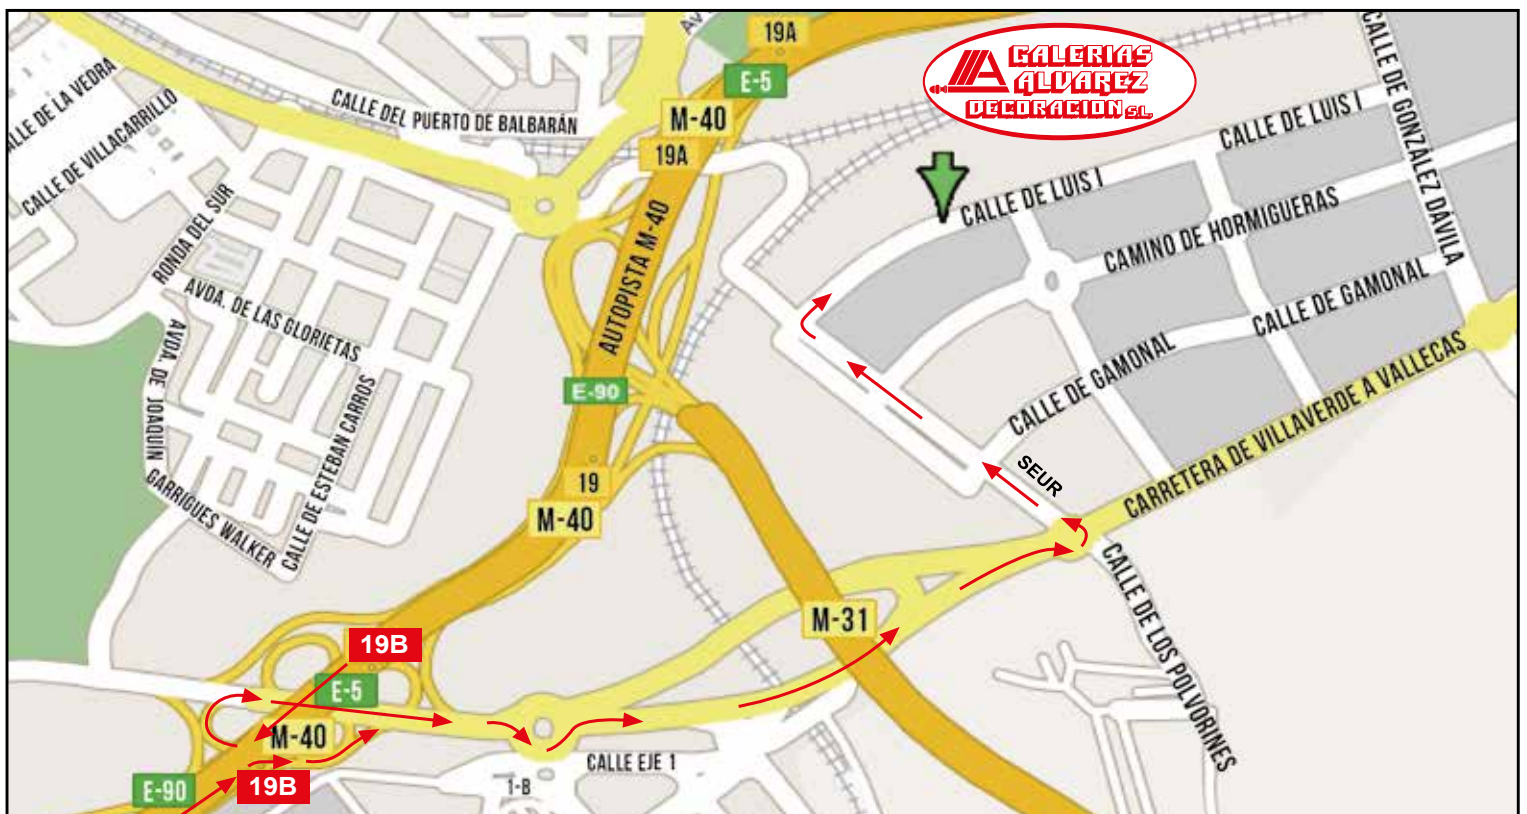 19A
AV
E-5
GALERIAS
ALVAREZ
DECORACION S.L.
M-40
19A
CALLE DEL PUERTO DE BALBARÁN
ALLE DE LA VEDRA
CALLE DE VILLACARRILLO
RONDA DEL SUR
AVDA. DE LAS GLORIETAS
AVDA. DE JOAQUÍN
GARRIGUES WALKER
CALLE DE ESTEBAN CARROS
AUTOPISTA M-40
E-90
CALLE DE LUIS I
CALLE DE LUIS I
CALLE DE GONZÁLEZ DÁVILA
CAMINO DE HORMIGUERAS
CALLE DE GAMONAL
CALLE DE GAMONAL
CARRETERA DE VILLAVERDE A VALLECAS
SEUR
19
M-40
CALLE DE LOS POLVORINES
M-31
19B
E-5
M-40
CALLE EJE 1
1-B
E-90
19B